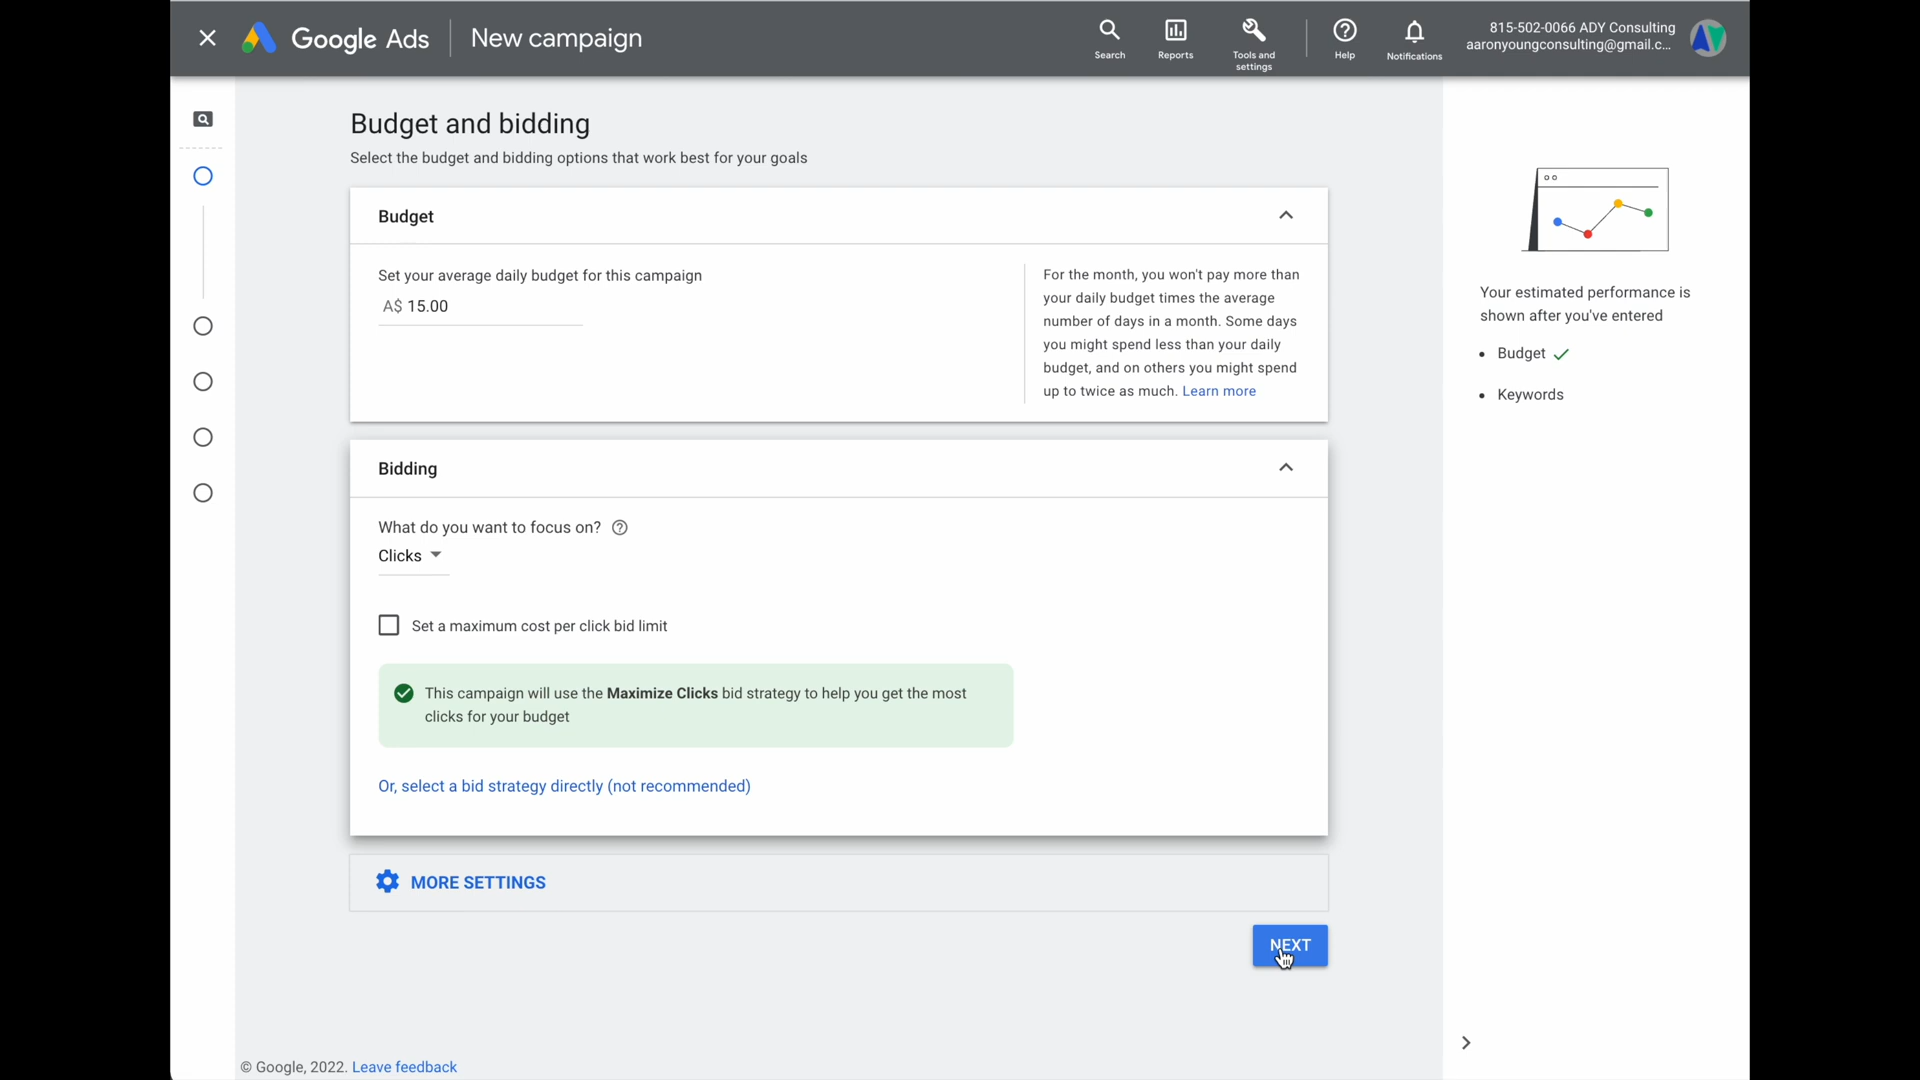 Google Ads
New campaign
Search
Reports
Tools and
settings
Help
Notifications
815-502-0066 ADY Consulting
aaronyoungconsulting@gmail.c...
Budget and bidding
Select the budget and bidding options that work best for your goals
Budget
Set your average daily budget for this campaign
A$ 15.00
For the month, you won't pay more than
your daily budget times the average
number of days in a month. Some days
you might spend less than your daily
budget, and on others you might spend
up to twice as much. Learn more
Bidding
What do you want to focus on?
Clicks
Set a maximum cost per click bid limit
This campaign will use the Maximize Clicks bid strategy to help you get the most
clicks for your budget
Or, select a bid strategy directly (not recommended)
MORE SETTINGS
NEXT
Your estimated performance is
shown after you've entered
• Budget
• Keywords
© Google, 2022. Leave feedback